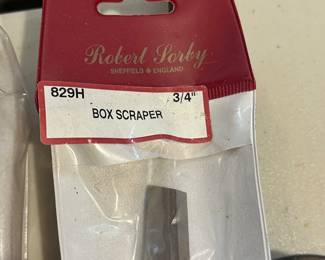 Robert Sorby
SHEFFIELD ENGLAND
829H 3/4"
BOX SCRAPER